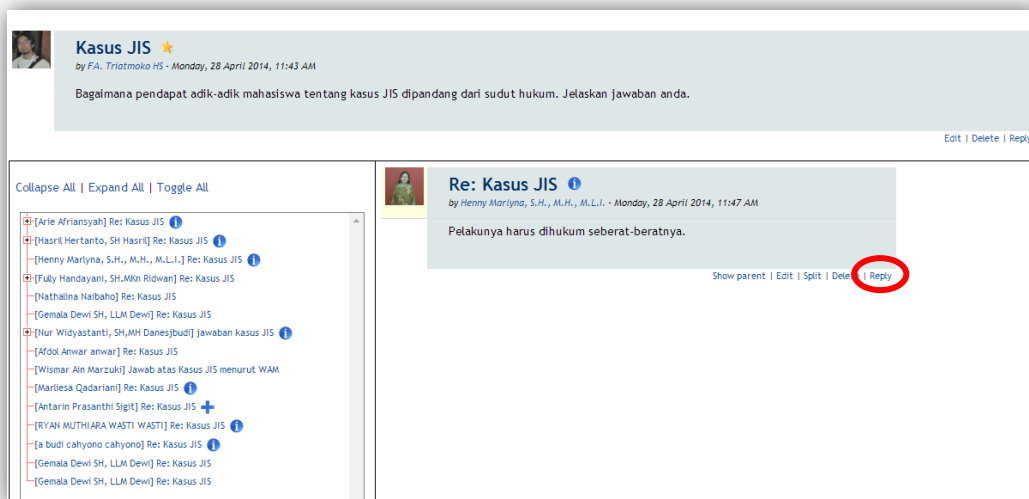 Kasus JIS
by FA. Triatmoko HS - Monday, 28 April 2014, 11:43 AM
Bagaimana pendapat adik-adik mahasiswa tentang kasus JIS dipandang dari sudut hukum. Jelaskan jawaban anda.
Edit | Delete | Reply
Collapse All | Expand All | Toggle All
[Arie Afriansyah] Re: Kasus JIS
[Hasril Hertanto, SH Hasril] Re: Kasus JIS
[Henny Marlyna, S.H., M.H., M.L.I.] Re: Kasus JIS
[Fully Handayani, SH.MKn Ridwan] Re: Kasus JIS
[Nathalina Naibaho] Re: Kasus JIS
[Gemala Dewi SH, LLM Dewi] Re: Kasus JIS
[Nur Widyastanti, SH,MH Danesjbudi] jawaban kasus JIS
[Afdol Anwar anwar] Re: Kasus JIS
[Wismar Ain Marzuki] Jawab atas Kasus JIS menurut WAM
[Marliesa Qadariani] Re: Kasus JIS
[Antarin Prasanthi Sigit] Re: Kasus JIS
[RYAN MUTHIARA WASTI WASTI] Re: Kasus JIS
[a budi cahyono cahyono] Re: Kasus JIS
[Gemala Dewi SH, LLM Dewi] Re: Kasus JIS
[Gemala Dewi SH, LLM Dewi] Re: Kasus JIS
Re: Kasus JIS
by Henny Marlyna, S.H., M.H., M.L.I. - Monday, 28 April 2014, 11:47 AM
Pelakunya harus dihukum seberat-beratnya.
Show parent | Edit | Split | Delete | Reply